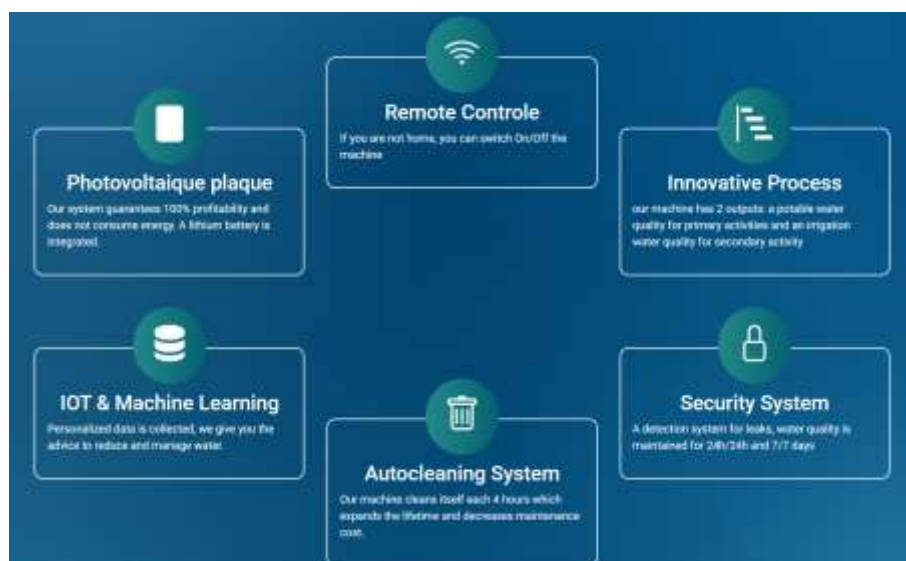 Remote Controle
If you are not home, you can switch On/Off the
machine
Photovoltaique plaque
Our system guarantees 100% profitability and
does not consume energy. A lithium battery is
integrated.
Innovative Process
our machine has 2 outputs: a potable water
quality for primary activities and an irrigation
water quality for secondary activity
IOT & Machine Learning
Personalized data is collected, we give you the
advice to reduce and manage water.
Autocleaning System
Our machine cleans itself each 4 hours which
expands the lifetime and decreases maintenance
cost.
Security System
A detection system for leaks, water quality is
maintained for 24h/24h and 7/7 days